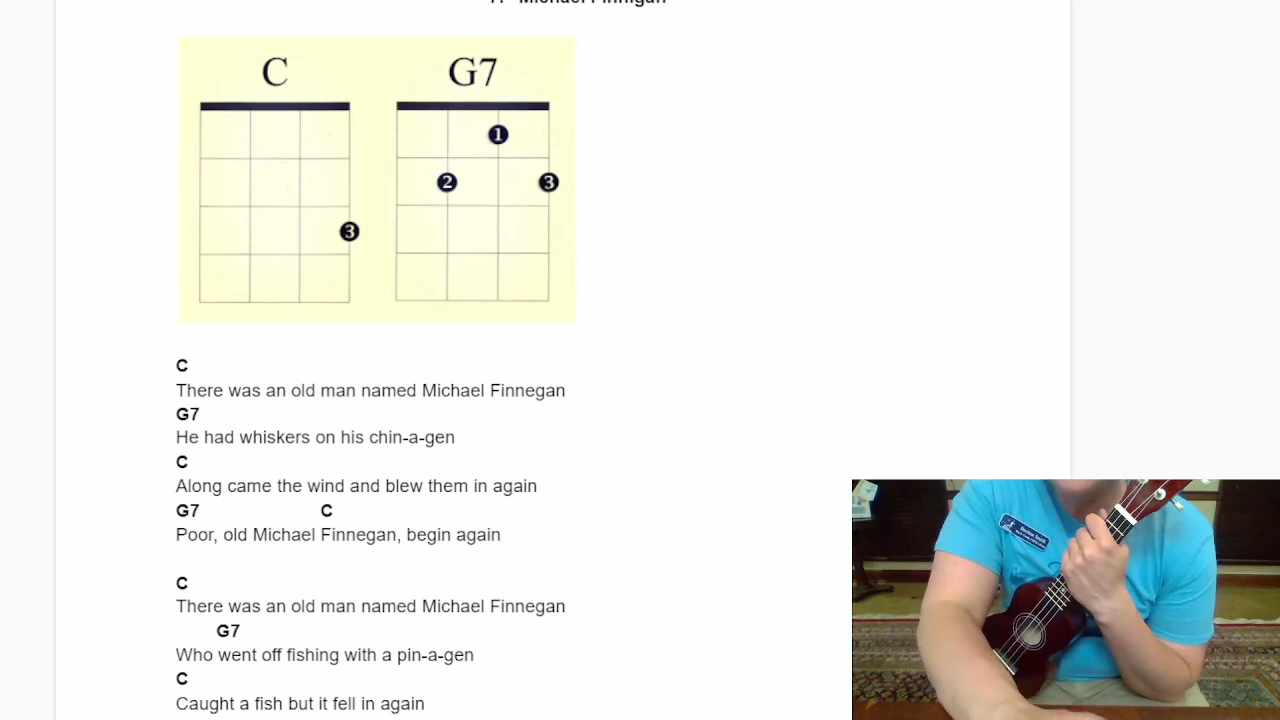 7. Michael Finnigan
C G7
1
2 3
3
C
There was an old man named Michael Finnegan
G7
He had whiskers on his chin-a-gen
C
Along came the wind and blew them in again
G7 C
Poor, old Michael Finnegan, begin again
C
There was an old man named Michael Finnegan
G7
Who went off fishing with a pin-a-gen
C
Caught a fish but it fell in again